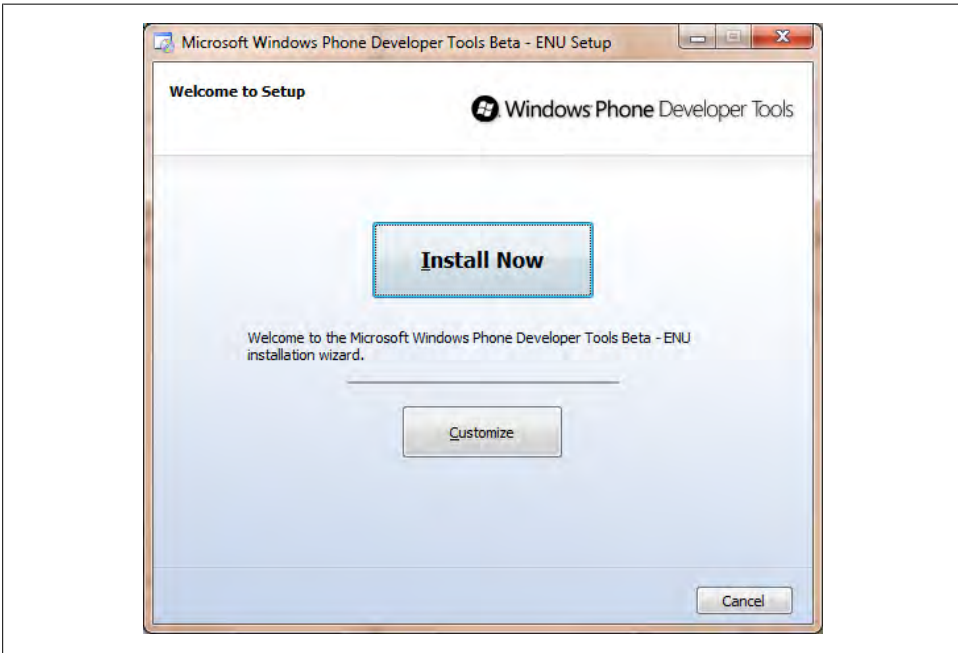 Microsoft Windows Phone Developer Tools Beta - ENU Setup
Welcome to Setup
Windows Phone Developer Tools
Install Now
Welcome to the Microsoft Windows Phone Developer Tools Beta - ENU
installation wizard.
Customize
Cancel